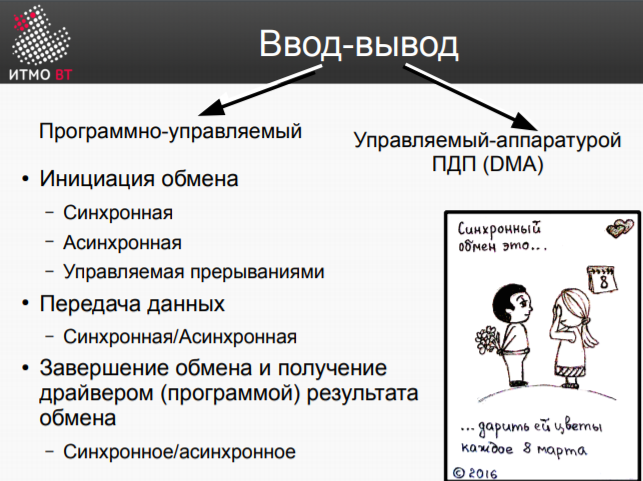 ИТМО ВТ
Ввод-вывод
Программно-управляемый
Управляемый-аппаратурой
ПДП (DMA)
• Инициация обмена
– Синхронная
– Асинхронная
– Управляемая прерываниями
• Передача данных
– Синхронная/Асинхронная
• Завершение обмена и получение
драйвером (программой) результата
обмена
– Синхронное/асинхронное
Синхронный
обмен это...
8
...дарить ей цветы
каждое 8 марта
© 2016